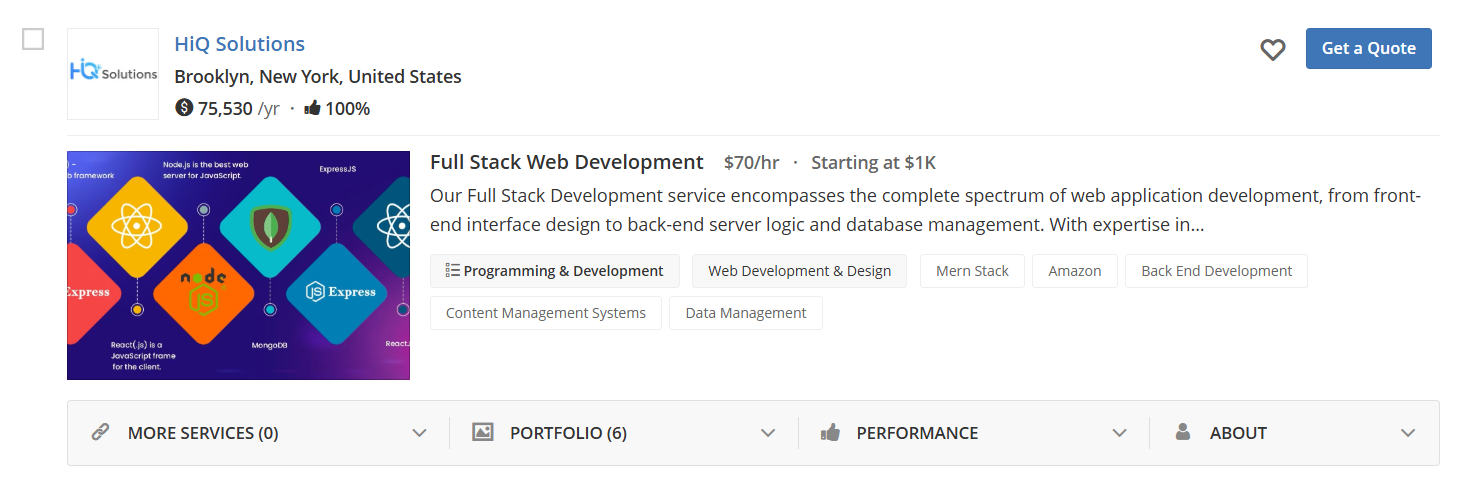 HiQ Solutions
HiQ Solutions
Get a Quote
Brooklyn, New York, United States
$ 75,530 /yr · 100%
) -
b framework
Node.js is the best web
server for JavaScript.
ExpressJS
Express
node
JS
JS Express
React(.js) is a
JavaScript frame
for the client.
MongoDB
ReactJ
Full Stack Web Development $70/hr · Starting at $1K
Our Full Stack Development service encompasses the complete spectrum of web application development, from front-
end interface design to back-end server logic and database management. With expertise in...
Programming & Development Web Development & Design Mern Stack Amazon Back End Development
Content Management Systems Data Management
MORE SERVICES (0) PORTFOLIO (6) PERFORMANCE ABOUT